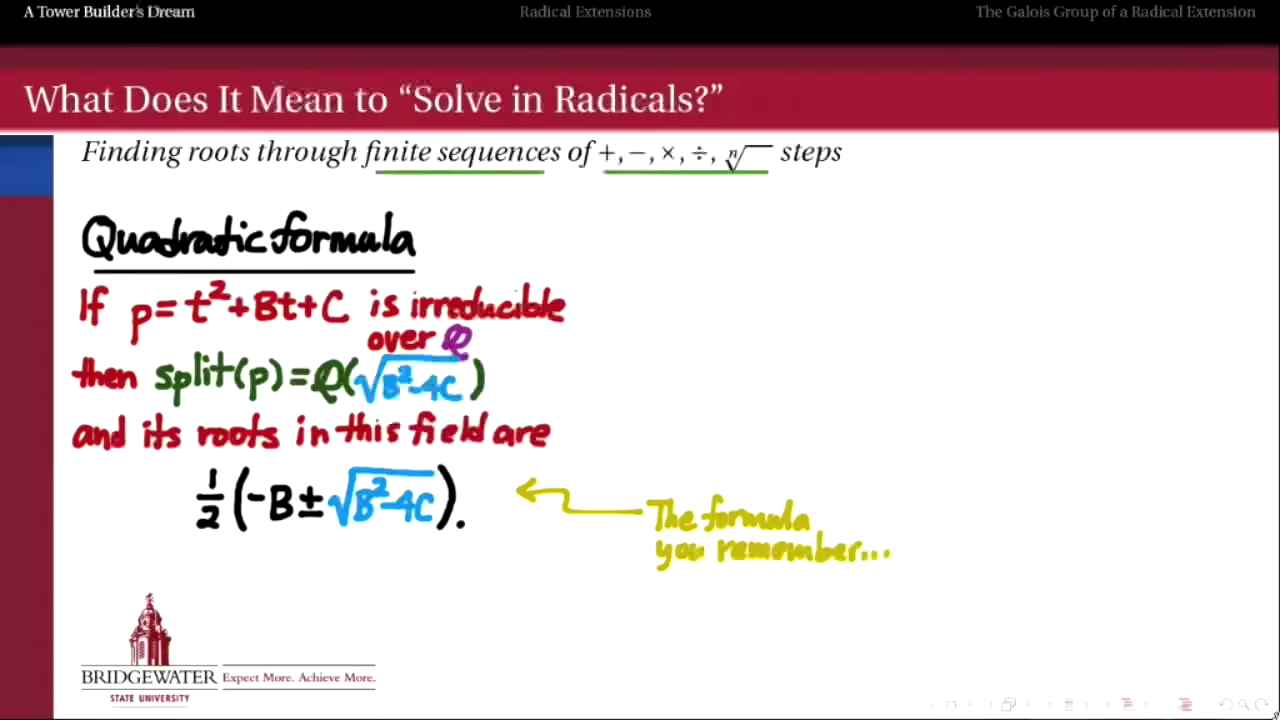 A Tower Builder's Dream
Radical Extensions
The Galois Group of a Radical Extension
What Does It Mean to “Solve in Radicals?”
Finding roots through finite sequences of +, −, ×, ÷, ⁿ√ steps
Quadratic formula
If p = t² + Bt + C is irreducible
over ℚ
then split(p) = ℚ(√(B²-4C))
and its roots in this field are
1/2 (-B ± √(B²-4C)).
The formula
you remember...
BRIDGEWATER
STATE UNIVERSITY
Expect More. Achieve More.